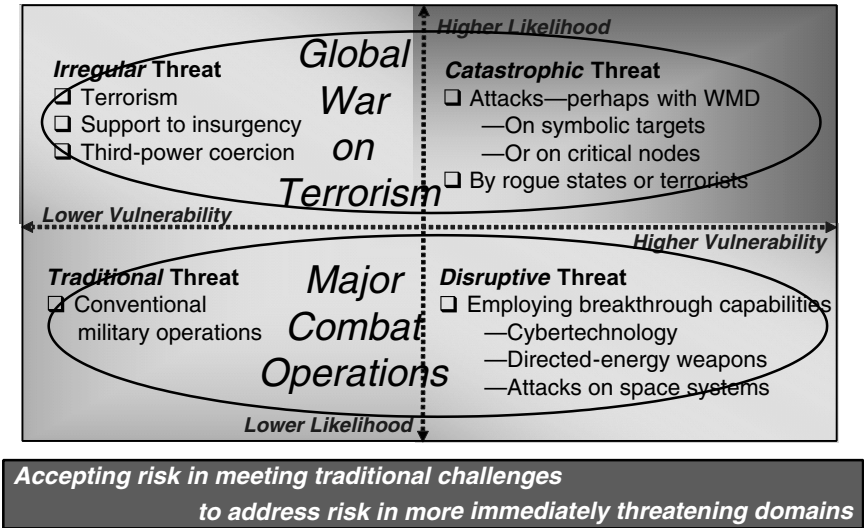 Higher Likelihood
Global
War
on
Terrorism
Irregular Threat
❑ Terrorism
❑ Support to insurgency
❑ Third-power coercion
Catastrophic Threat
❑ Attacks—perhaps with WMD
—On symbolic targets
—Or on critical nodes
❑ By rogue states or terrorists
Lower Vulnerability
Higher Vulnerability
Traditional Threat
❑ Conventional
military operations
Major
Combat
Operations
Disruptive Threat
❑ Employing breakthrough capabilities
—Cybertechnology
—Directed-energy weapons
—Attacks on space systems
Lower Likelihood
Accepting risk in meeting traditional challenges
to address risk in more immediately threatening domains